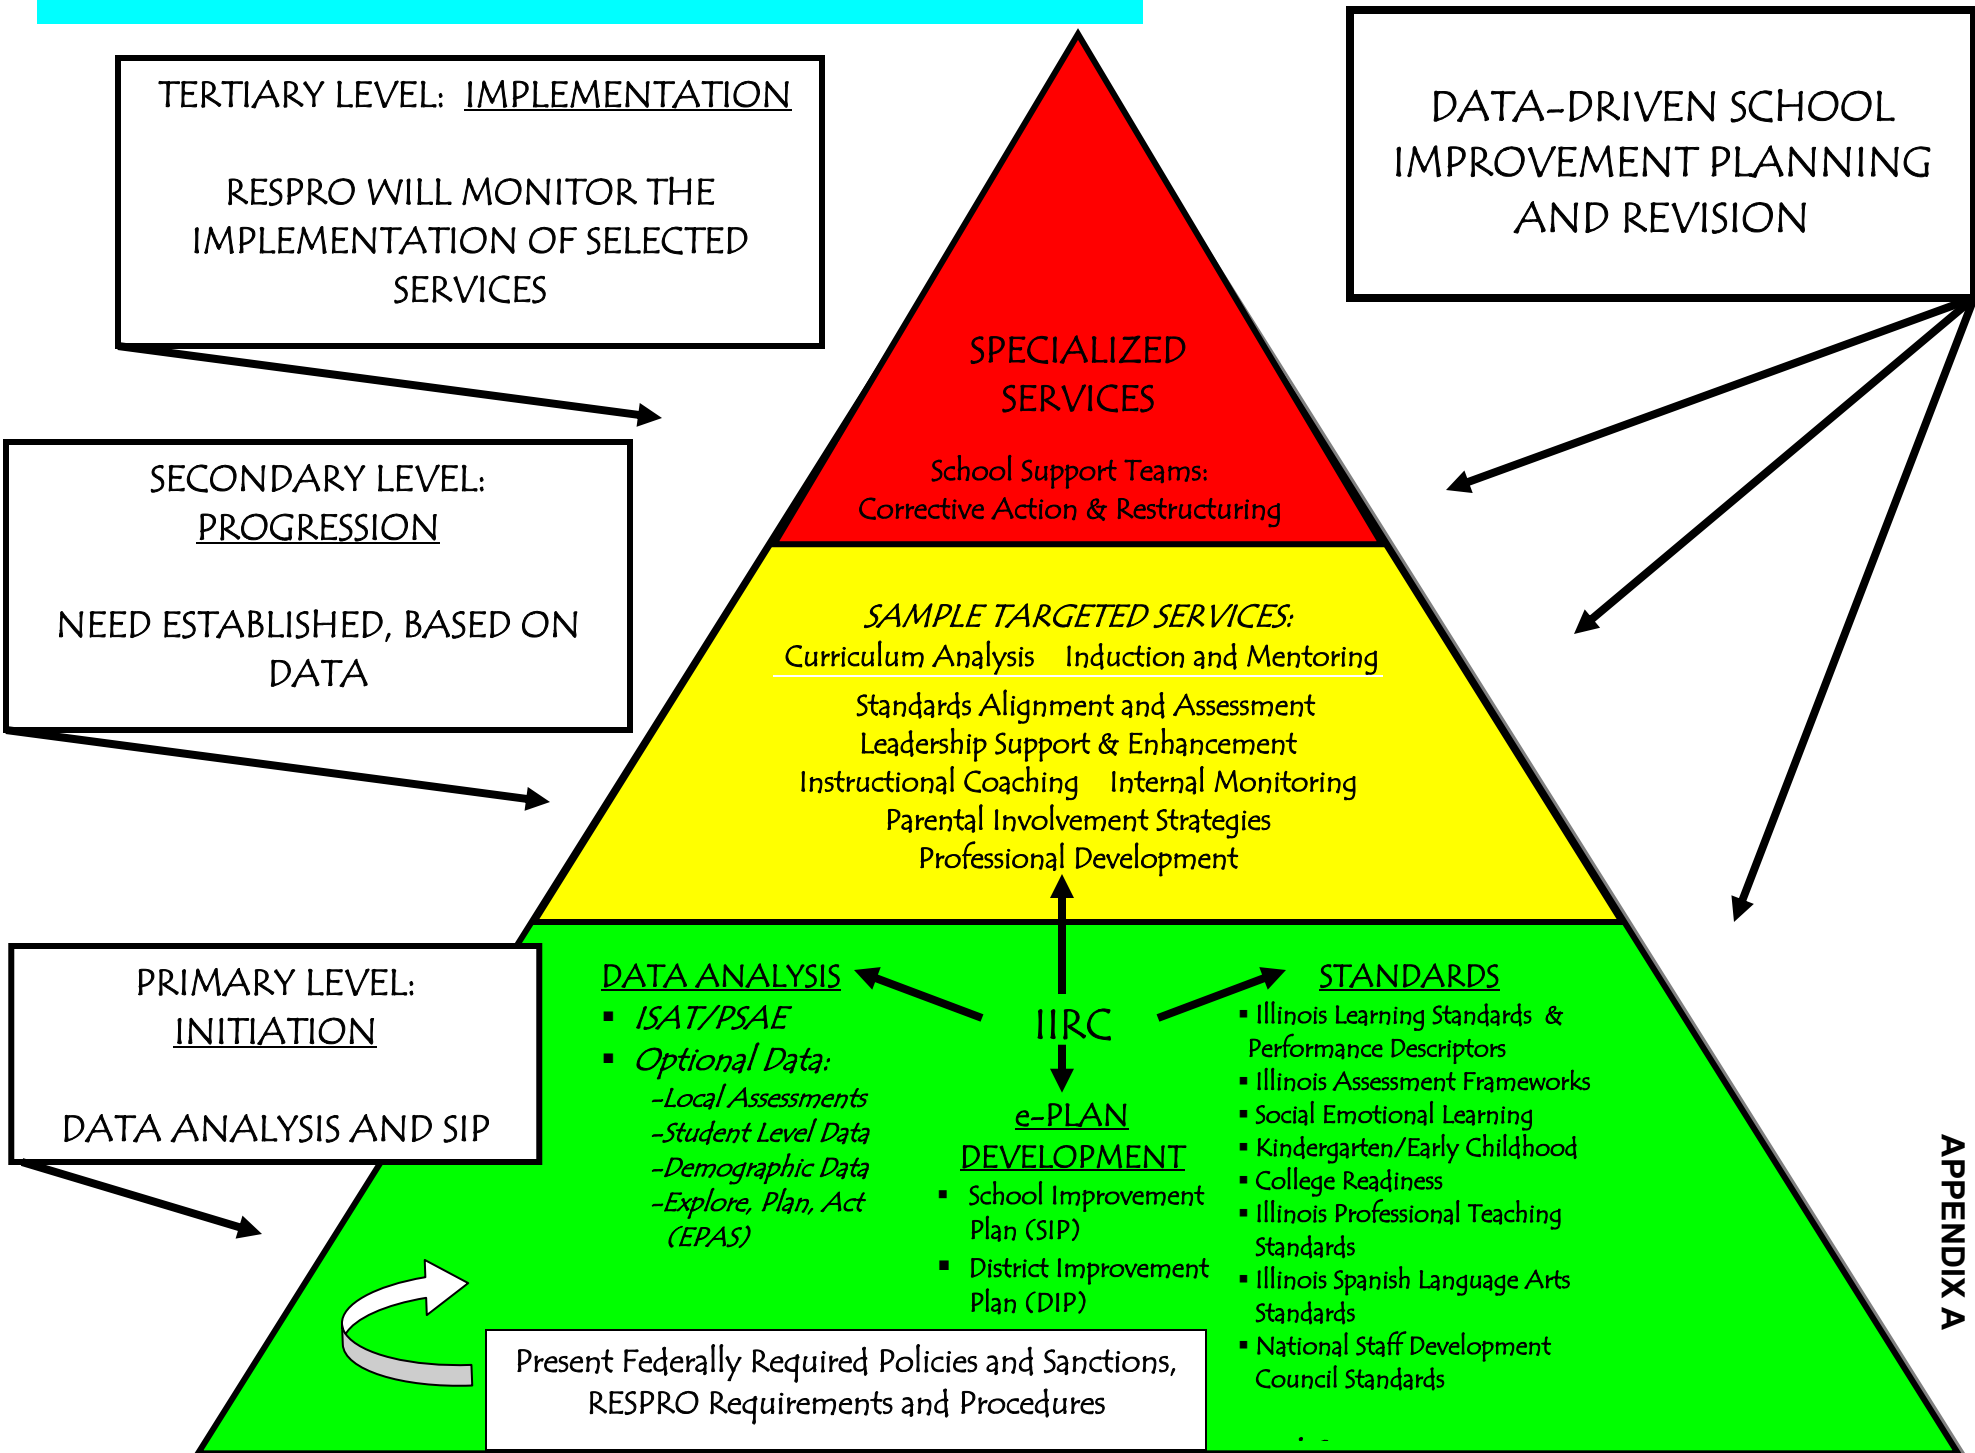 TERTIARY LEVEL: IMPLEMENTATION
RESPRO WILL MONITOR THE
IMPLEMENTATION OF SELECTED
SERVICES
DATA-DRIVEN SCHOOL
IMPROVEMENT PLANNING
AND REVISION
SPECIALIZED
SERVICES
School Support Teams:
Corrective Action & Restructuring
SECONDARY LEVEL:
PROGRESSION
NEED ESTABLISHED, BASED ON
DATA
SAMPLE TARGETED SERVICES:
Curriculum Analysis Induction and Mentoring
Standards Alignment and Assessment
Leadership Support & Enhancement
Instructional Coaching Internal Monitoring
Parental Involvement Strategies
Professional Development
PRIMARY LEVEL:
INITIATION
DATA ANALYSIS AND SIP
DATA ANALYSIS
▪ ISAT/PSAE
▪ Optional Data:
-Local Assessments
-Student Level Data
-Demographic Data
-Explore, Plan, Act
(EPAS)
IIRC
e-PLAN
DEVELOPMENT
▪ School Improvement
Plan (SIP)
▪ District Improvement
Plan (DIP)
STANDARDS
▪ Illinois Learning Standards &
Performance Descriptors
▪ Illinois Assessment Frameworks
▪ Social Emotional Learning
▪ Kindergarten/Early Childhood
▪ College Readiness
▪ Illinois Professional Teaching
Standards
▪ Illinois Spanish Language Arts
Standards
▪ National Staff Development
Council Standards
Present Federally Required Policies and Sanctions,
RESPRO Requirements and Procedures
APPENDIX A